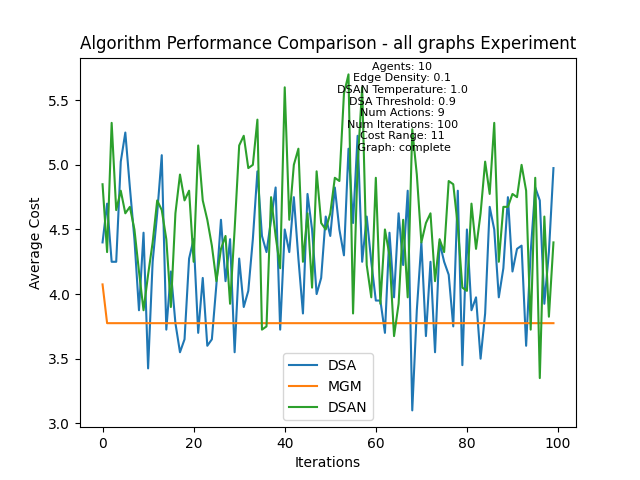 Algorithm Performance Comparison - all graphs Experiment
Agents: 10
Edge Density: 0.1
DSAN Temperature: 1.0
DSA Threshold: 0.9
Num Actions: 9
Num Iterations: 100
Cost Range: 11
Graph: complete
Average Cost
5.5
5.0
4.5
4.0
3.5
3.0
DSA
MGM
DSAN
0
20
40
60
80
100
Iterations